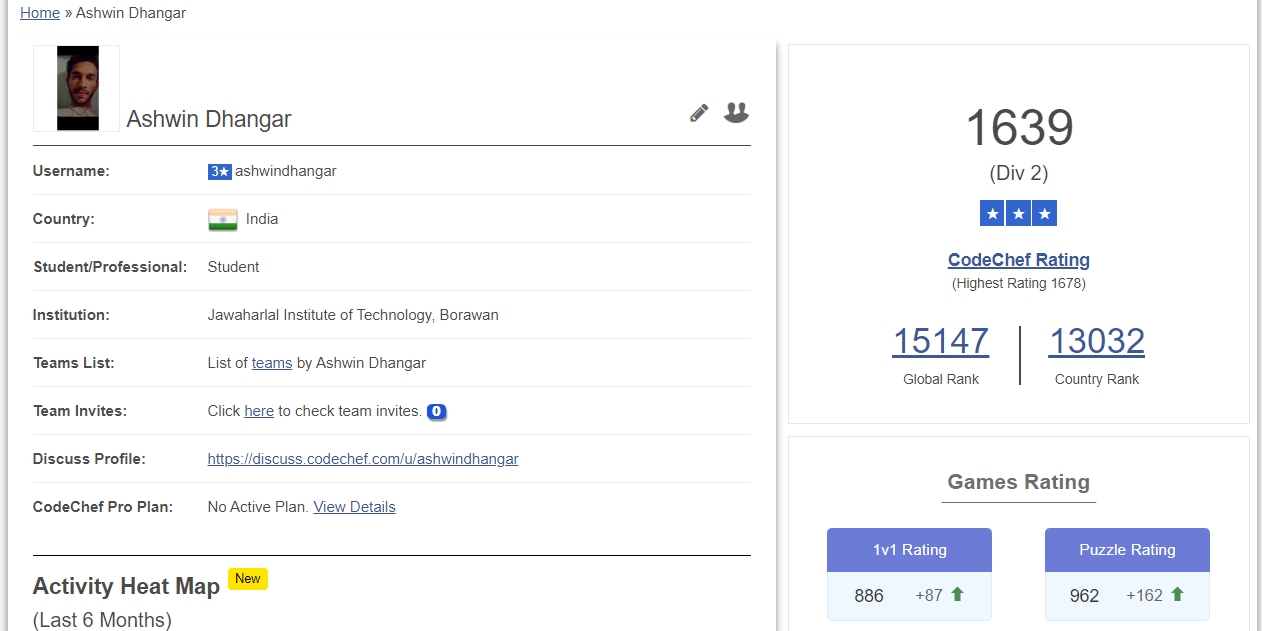 Home » Ashwin Dhangar
Ashwin Dhangar
Username: 3★ ashwindhangar
Country: India
Student/Professional: Student
Institution: Jawaharlal Institute of Technology, Borawan
Teams List: List of teams by Ashwin Dhangar
Team Invites: Click here to check team invites. 0
Discuss Profile: https://discuss.codechef.com/u/ashwindhangar
CodeChef Pro Plan: No Active Plan. View Details
Activity Heat Map New
(Last 6 Months)
1639
(Div 2)
★ ★ ★
CodeChef Rating
(Highest Rating 1678)
15147 13032
Global Rank Country Rank
Games Rating
1v1 Rating Puzzle Rating
886 +87 962 +162